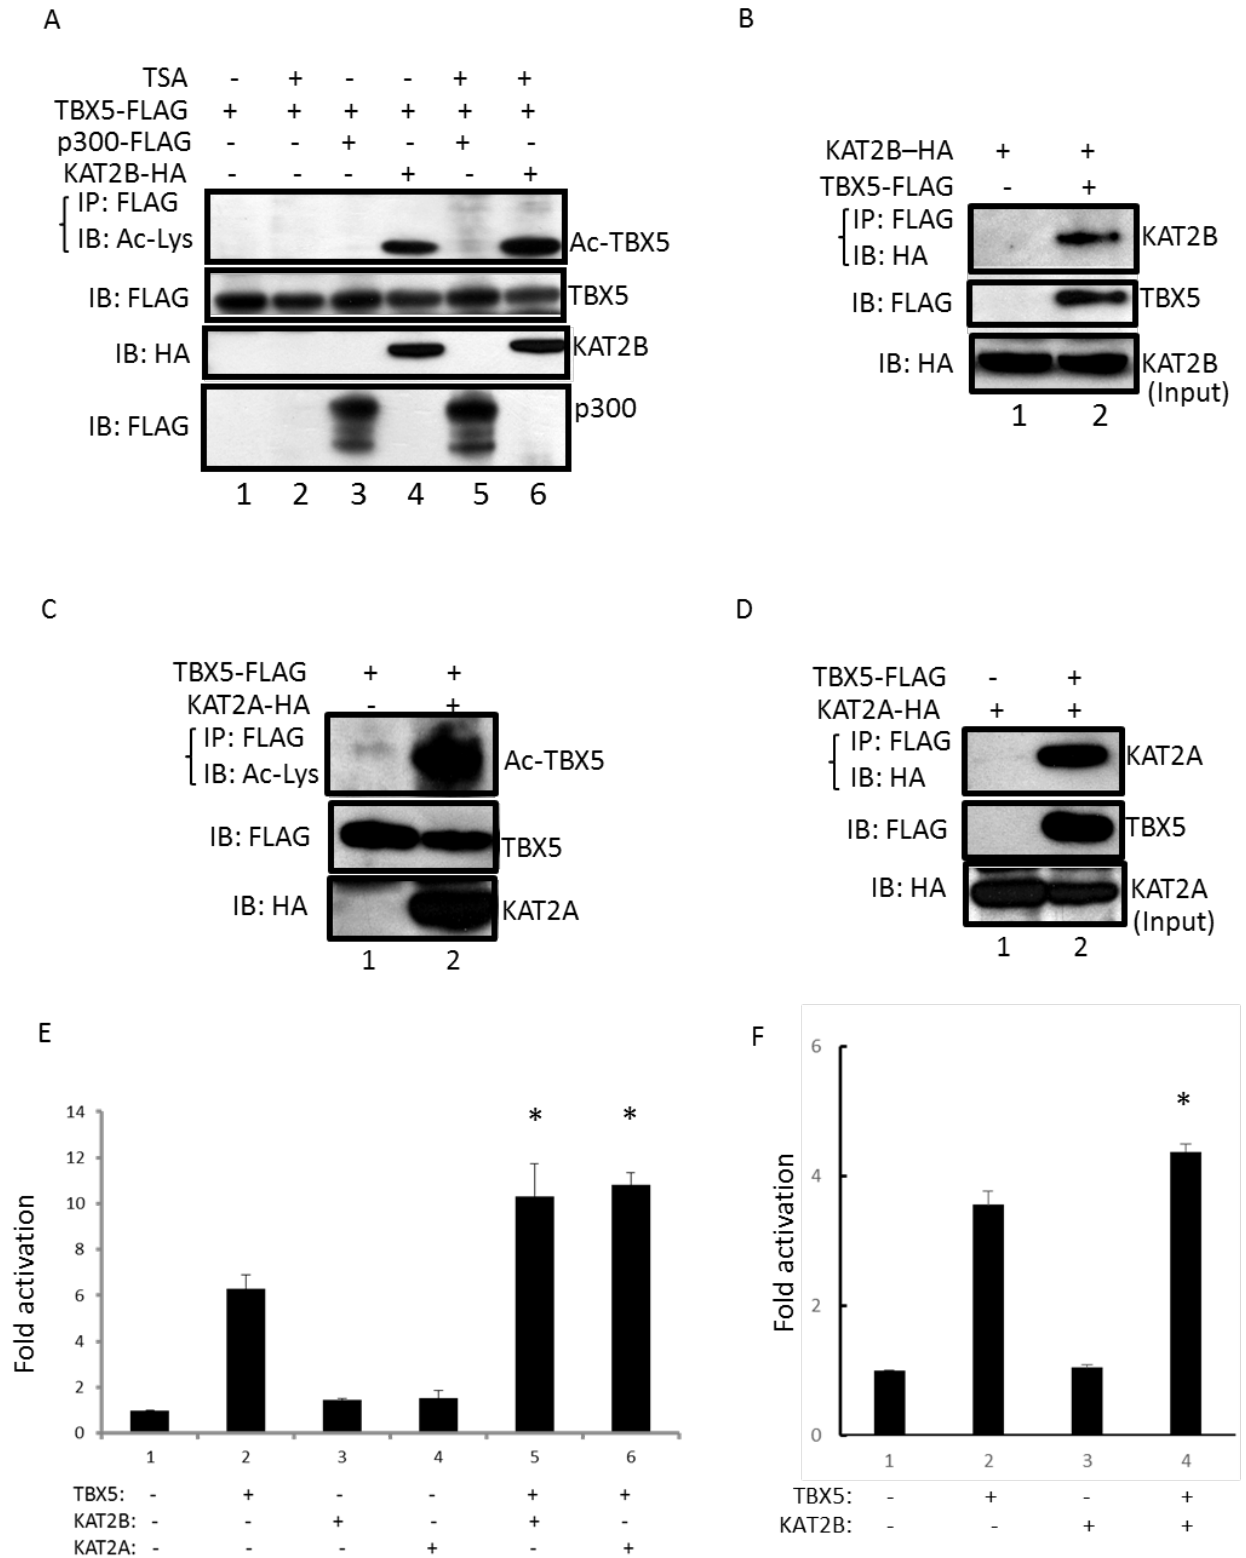 A
TSA - + - - + +
TBX5-FLAG + + + + + +
p300-FLAG - - + - + -
KAT2B-HA - - - + - +
IP: FLAG
IB: Ac-Lys
Ac-TBX5
IB: FLAG
TBX5
IB: HA
KAT2B
IB: FLAG
p300
1 2 3 4 5 6
B
KAT2B–HA + +
TBX5-FLAG - +
IP: FLAG
IB: HA
KAT2B
IB: FLAG
TBX5
IB: HA
KAT2B
(Input)
1 2
C
TBX5-FLAG + +
KAT2A-HA - +
IP: FLAG
IB: Ac-Lys
Ac-TBX5
IB: FLAG
TBX5
IB: HA
KAT2A
1 2
D
TBX5-FLAG - +
KAT2A-HA + +
IP: FLAG
IB: HA
KAT2A
IB: FLAG
TBX5
IB: HA
KAT2A
(Input)
1 2
E
Fold activation
14
12
10
8
6
4
2
0
* *
1 2 3 4 5 6
TBX5: - + - - + +
KAT2B: - - + - + -
KAT2A: - - - + - +
F
Fold activation
6
4
2
0
*
1 2 3 4
TBX5: - + - +
KAT2B: - - + +